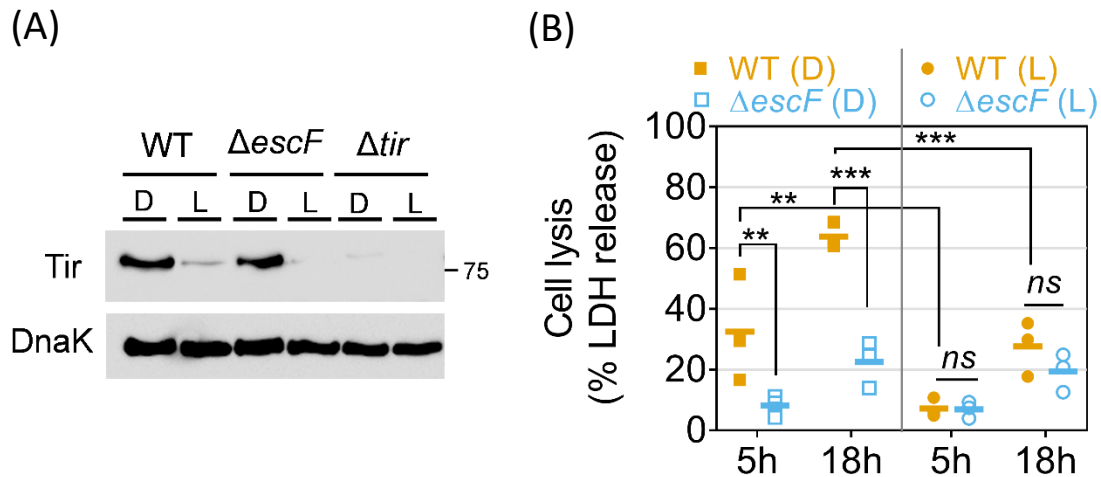 (A)
WT ΔescF Δtir
D L D L D L
Tir
75
DnaK
(B)
WT (D) WT (L)
ΔescF (D) ΔescF (L)
Cell lysis
(% LDH release)
100
80
60
40
20
0
***
***
**
**
ns
ns
5h 18h 5h 18h